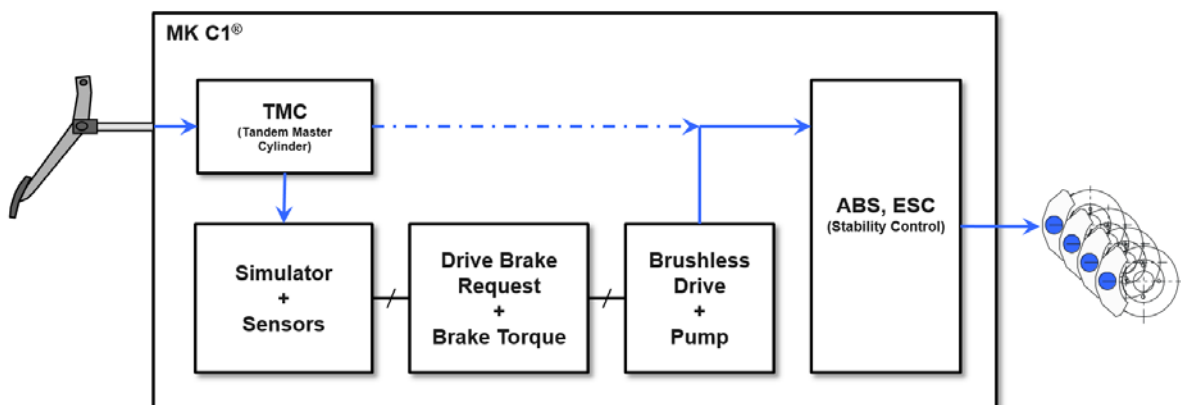 MK C1®
TMC
(Tandem Master
Cylinder)
Simulator
+
Sensors
Drive Brake
Request
+
Brake Torque
Brushless
Drive
+
Pump
ABS, ESC
(Stability Control)